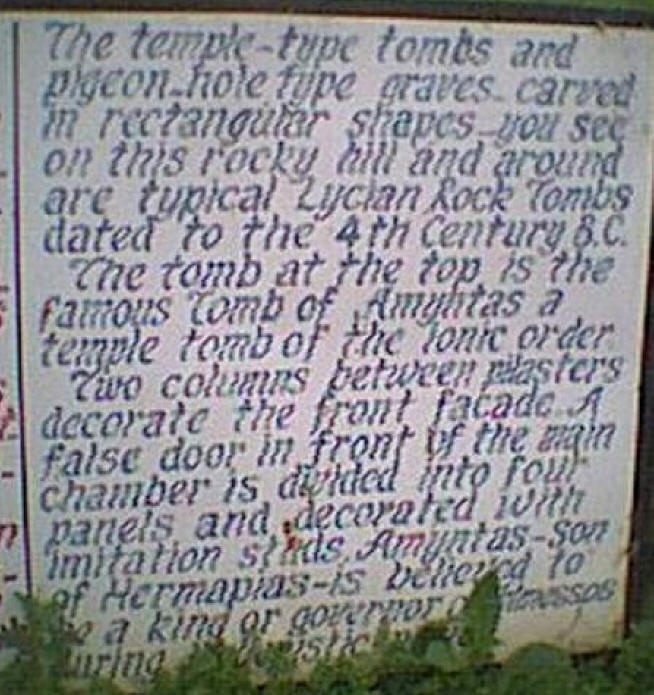 The temple-type tombs and
pigeon-hole type graves-carved
in rectangular shapes-you see
on this rocky hill and around
are typical Lycian Rock Tombs
dated to the 4th Century B.C.
The tomb at the top is the
famous Tomb of Amyntas a
temple tomb of the Ionic order
Two columns between pilasters
decorate the front facade. A
false door in front of the main
chamber is divided into four
panels and decorated with
imitation studs. Amyntas-son
of Hermapias-is believed to
a king or governor
during